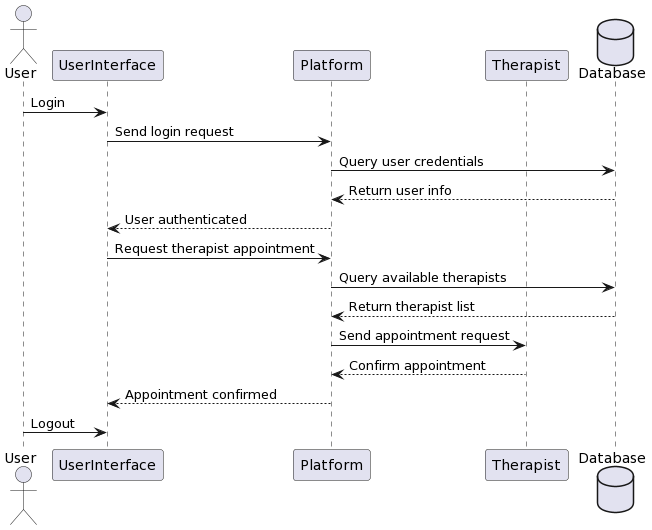 User
UserInterface
Platform
Therapist
Database
Login
Send login request
Query user credentials
Return user info
User authenticated
Request therapist appointment
Query available therapists
Return therapist list
Send appointment request
Confirm appointment
Appointment confirmed
Logout
User
UserInterface
Platform
Therapist
Database